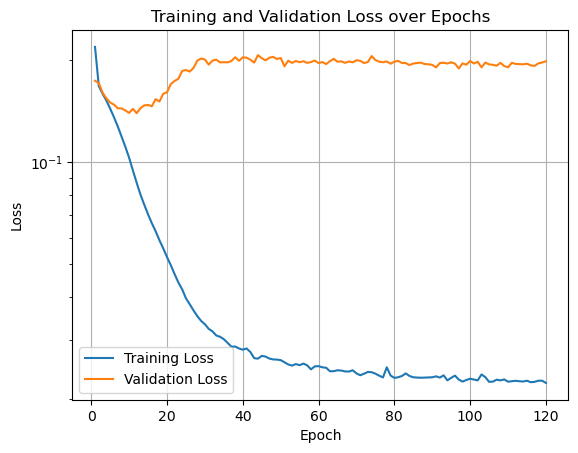 Training and Validation Loss over Epochs
Loss
10⁻¹
Training Loss
Validation Loss
0 20 40 60 80 100 120
Epoch